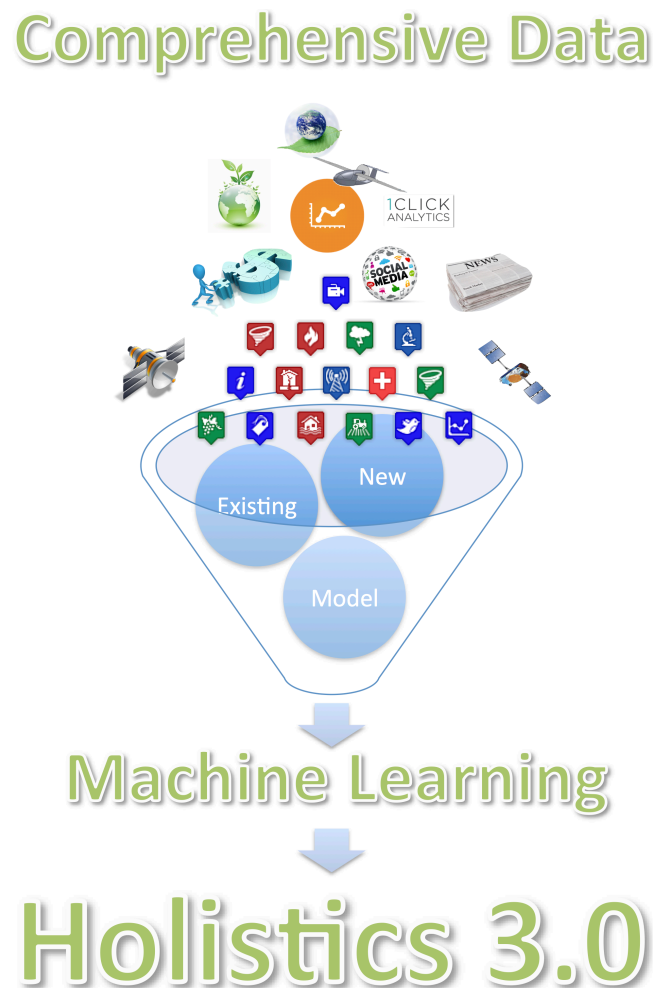 Comprehensive Data
1CLICK
ANALYTICS
SOCIAL
MEDIA
NEWS
i
New
Existing
Model
Machine Learning
Holistics 3.0